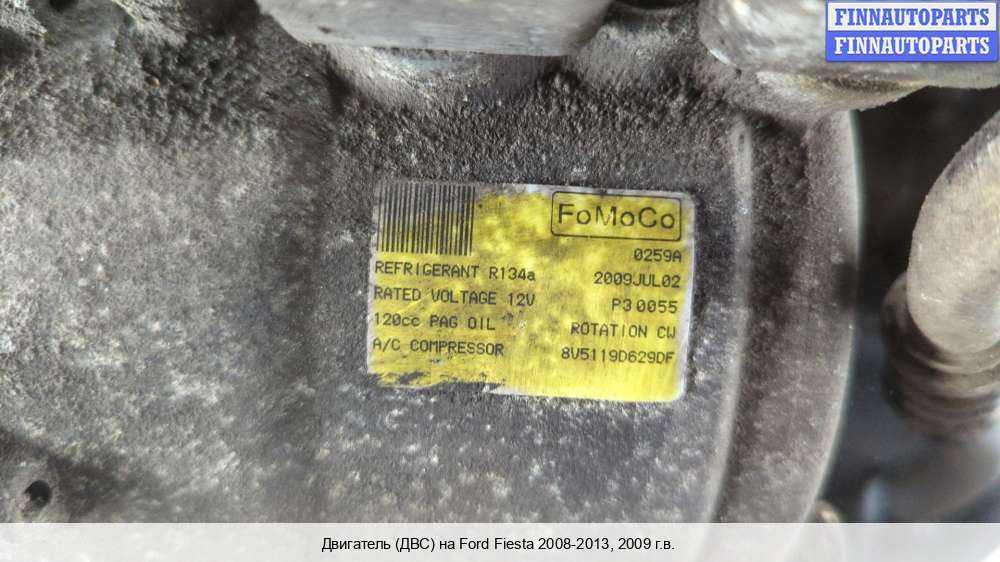 FINNAUTOPARTS
FINNAUTOPARTS
FoMoCo
0259A
REFRIGERANT R134a 2009JUL02
RATED VOLTAGE 12V P3 0055
120cc PAG OIL ROTATION CW
A/C COMPRESSOR 8V5119D629DF
Двигатель (ДВС) на Ford Fiesta 2008-2013, 2009 г.в.